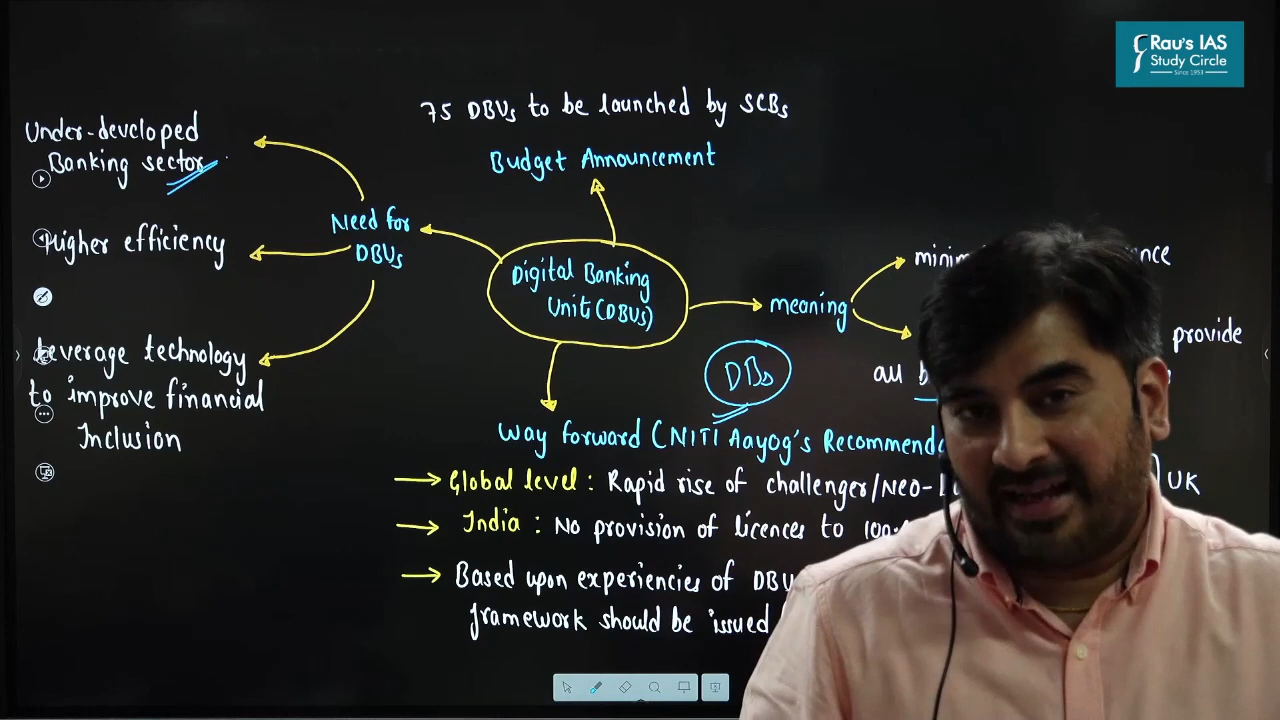 Rau's IAS
Study Circle
Since 1953
75 DBUs to be launched by SCBs
Budget Announcement
Under-developed
Banking sector
Need for
DBUs
Higher efficiency
Leverage technology
to improve financial
Inclusion
Digital Banking
Unit (DBUs)
meaning
provide
all
DBs
Way forward (NITI Aayog's
Global level : Rapid rise of challenger/Neo-
UK
India : No provision of licences to
Based upon experiencies of DBU
framework should be issued